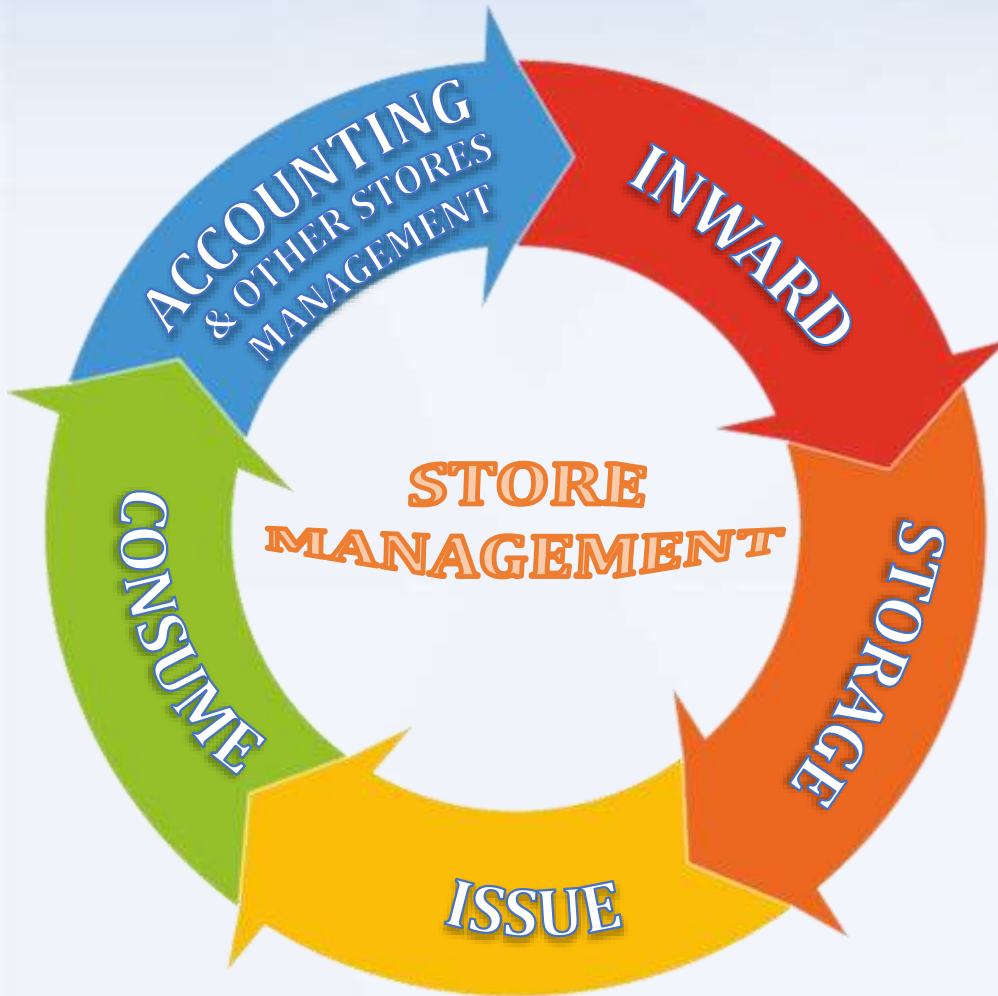 STORE
MANAGEMENT
INWARD
STORAGE
ISSUE
CONSUME
ACCOUNTING
& OTHER STORES
MANAGEMENT